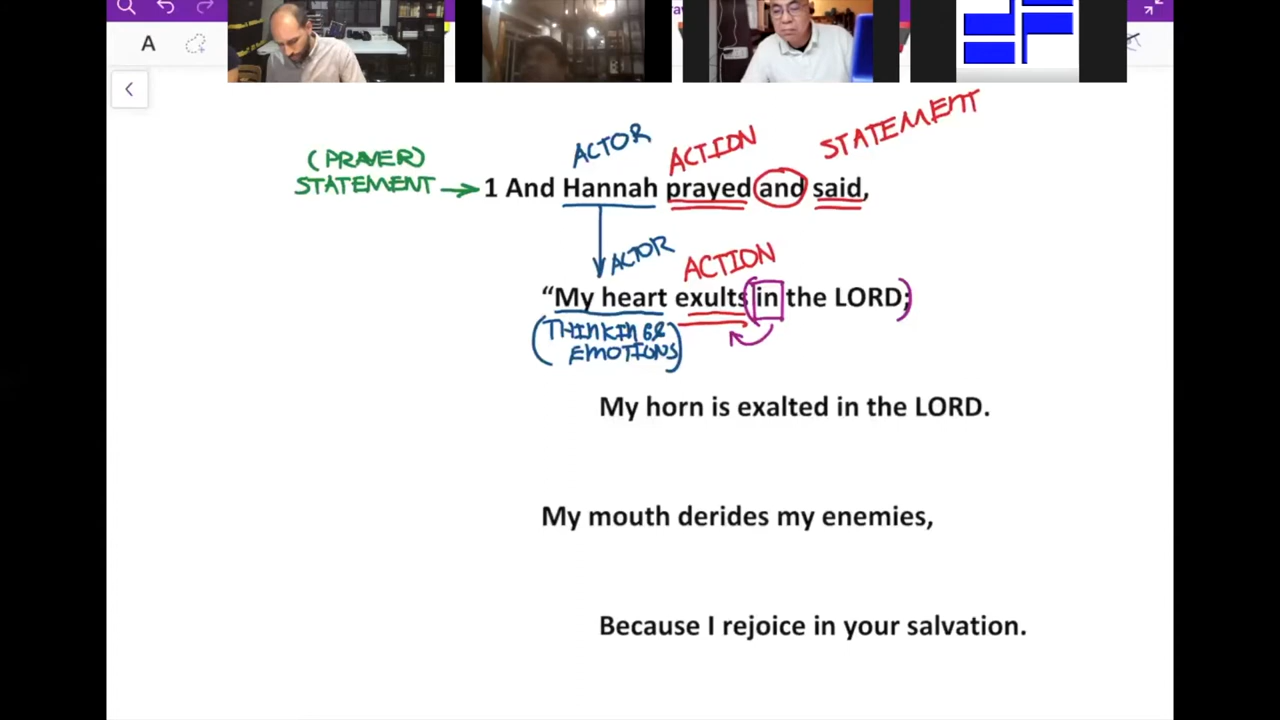 A
ACTOR
ACTION
STATEMENT
(PRAYER)
STATEMENT → 1 And Hannah prayed and said,
ACTOR
ACTION
“My heart exults (in the LORD;)
(THINKING &
EMOTIONS)
My horn is exalted in the LORD.
My mouth derides my enemies,
Because I rejoice in your salvation.